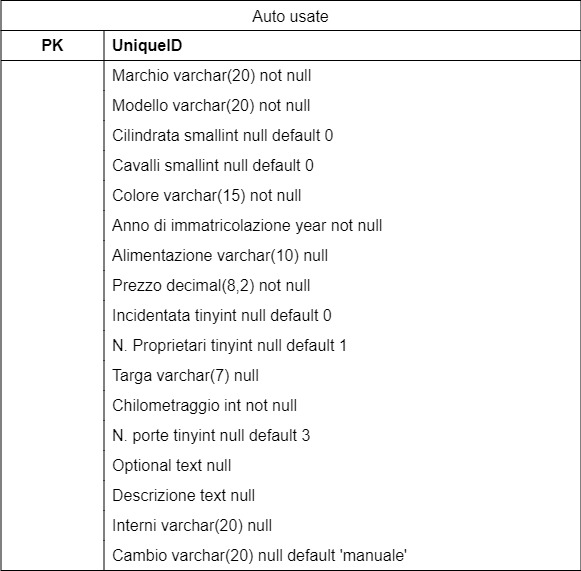 Auto usate
PK UniqueID
Marchio varchar(20) not null
Modello varchar(20) not null
Cilindrata smallint null default 0
Cavalli smallint null default 0
Colore varchar(15) not null
Anno di immatricolazione year not null
Alimentazione varchar(10) null
Prezzo decimal(8,2) not null
Incidentata tinyint null default 0
N. Proprietari tinyint null default 1
Targa varchar(7) null
Chilometraggio int not null
N. porte tinyint null default 3
Optional text null
Descrizione text null
Interni varchar(20) null
Cambio varchar(20) null default 'manuale'